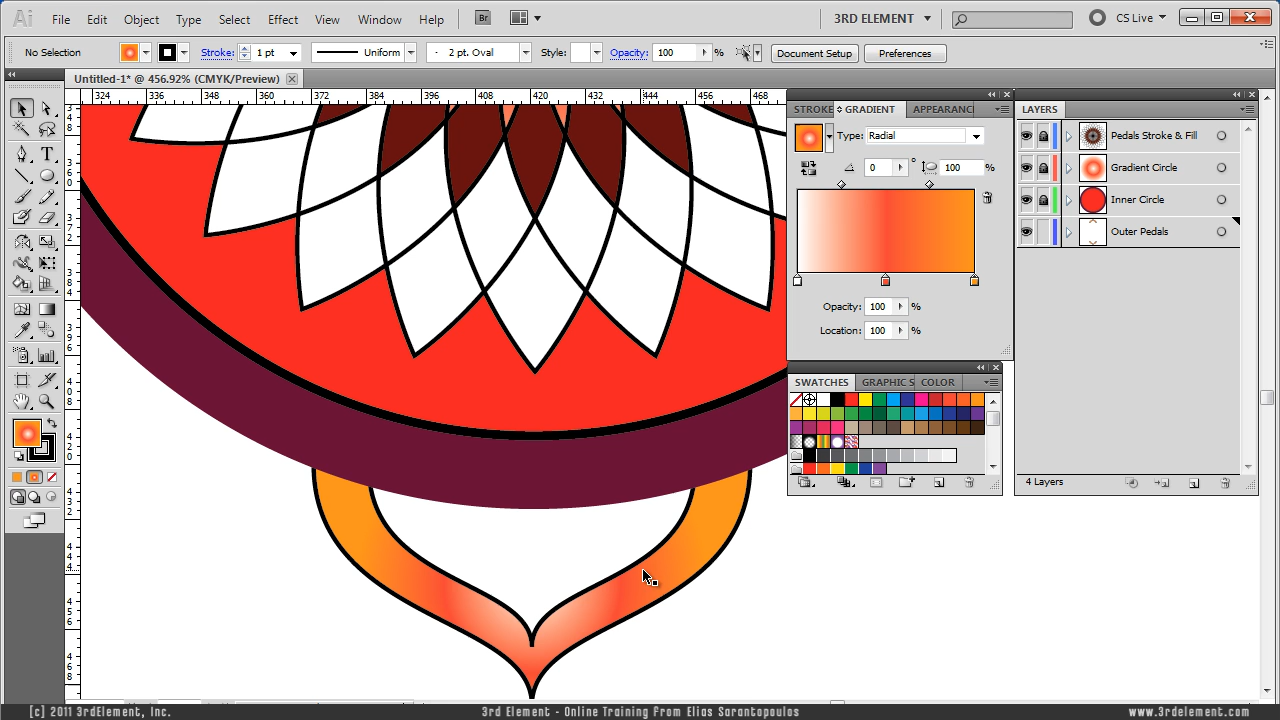 Ai File Edit Object Type Select Effect View Window Help Br 3RD ELEMENT CS Live
No Selection Stroke: 1 pt Uniform 2 pt. Oval Style: Opacity: 100 % Document Setup Preferences
Untitled-1* @ 456.92% (CMYK/Preview)
324 336 348 360 372 384 396 408 420 432 444 456 468
STROKE GRADIENT APPEARANC
Type: Radial
0 ° 100 %
Opacity: 100 %
Location: 100 %
SWATCHES GRAPHIC S COLOR
LAYERS
Pedals Stroke & Fill
Gradient Circle
Inner Circle
Outer Pedals
4 Layers
[c] 2011 3rdElement, Inc. 3rd Element - Online Training From Elias Sarantopoulos www.3rdelement.com